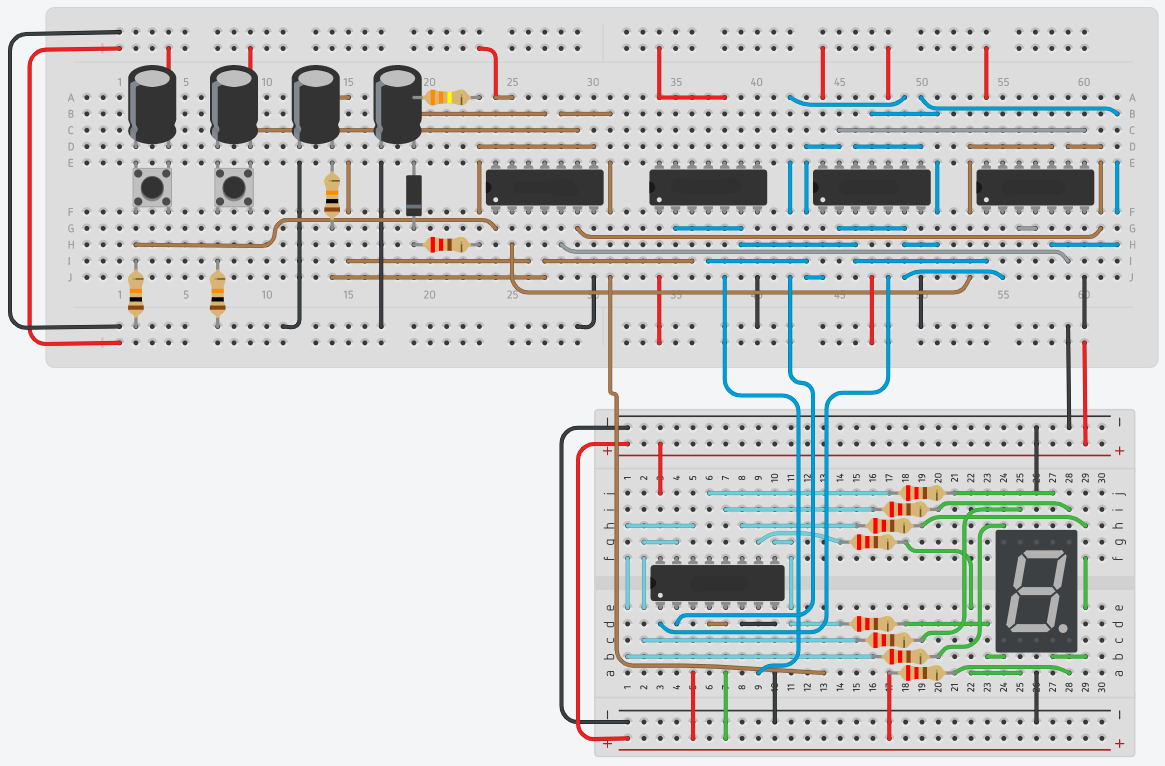 1 5 10 15 20 25 30 35 40 45 50 55 60
A A
B B
C C
D D
E E
F F
G G
H H
I I
J J
1 5 10 15 20 25 30 35 40 45 50 55 60
− −
+ +
1 2 3 4 5 6 7 8 9 10 11 12 13 14 15 16 17 18 19 20 21 22 23 24 25 26 27 28 29 30
j j
i i
h h
g g
f f
e e
d d
c c
b b
a a
1 2 3 4 5 6 7 8 9 10 11 12 13 14 15 16 17 18 19 20 21 22 23 24 25 26 27 28 29 30
− −
+ +